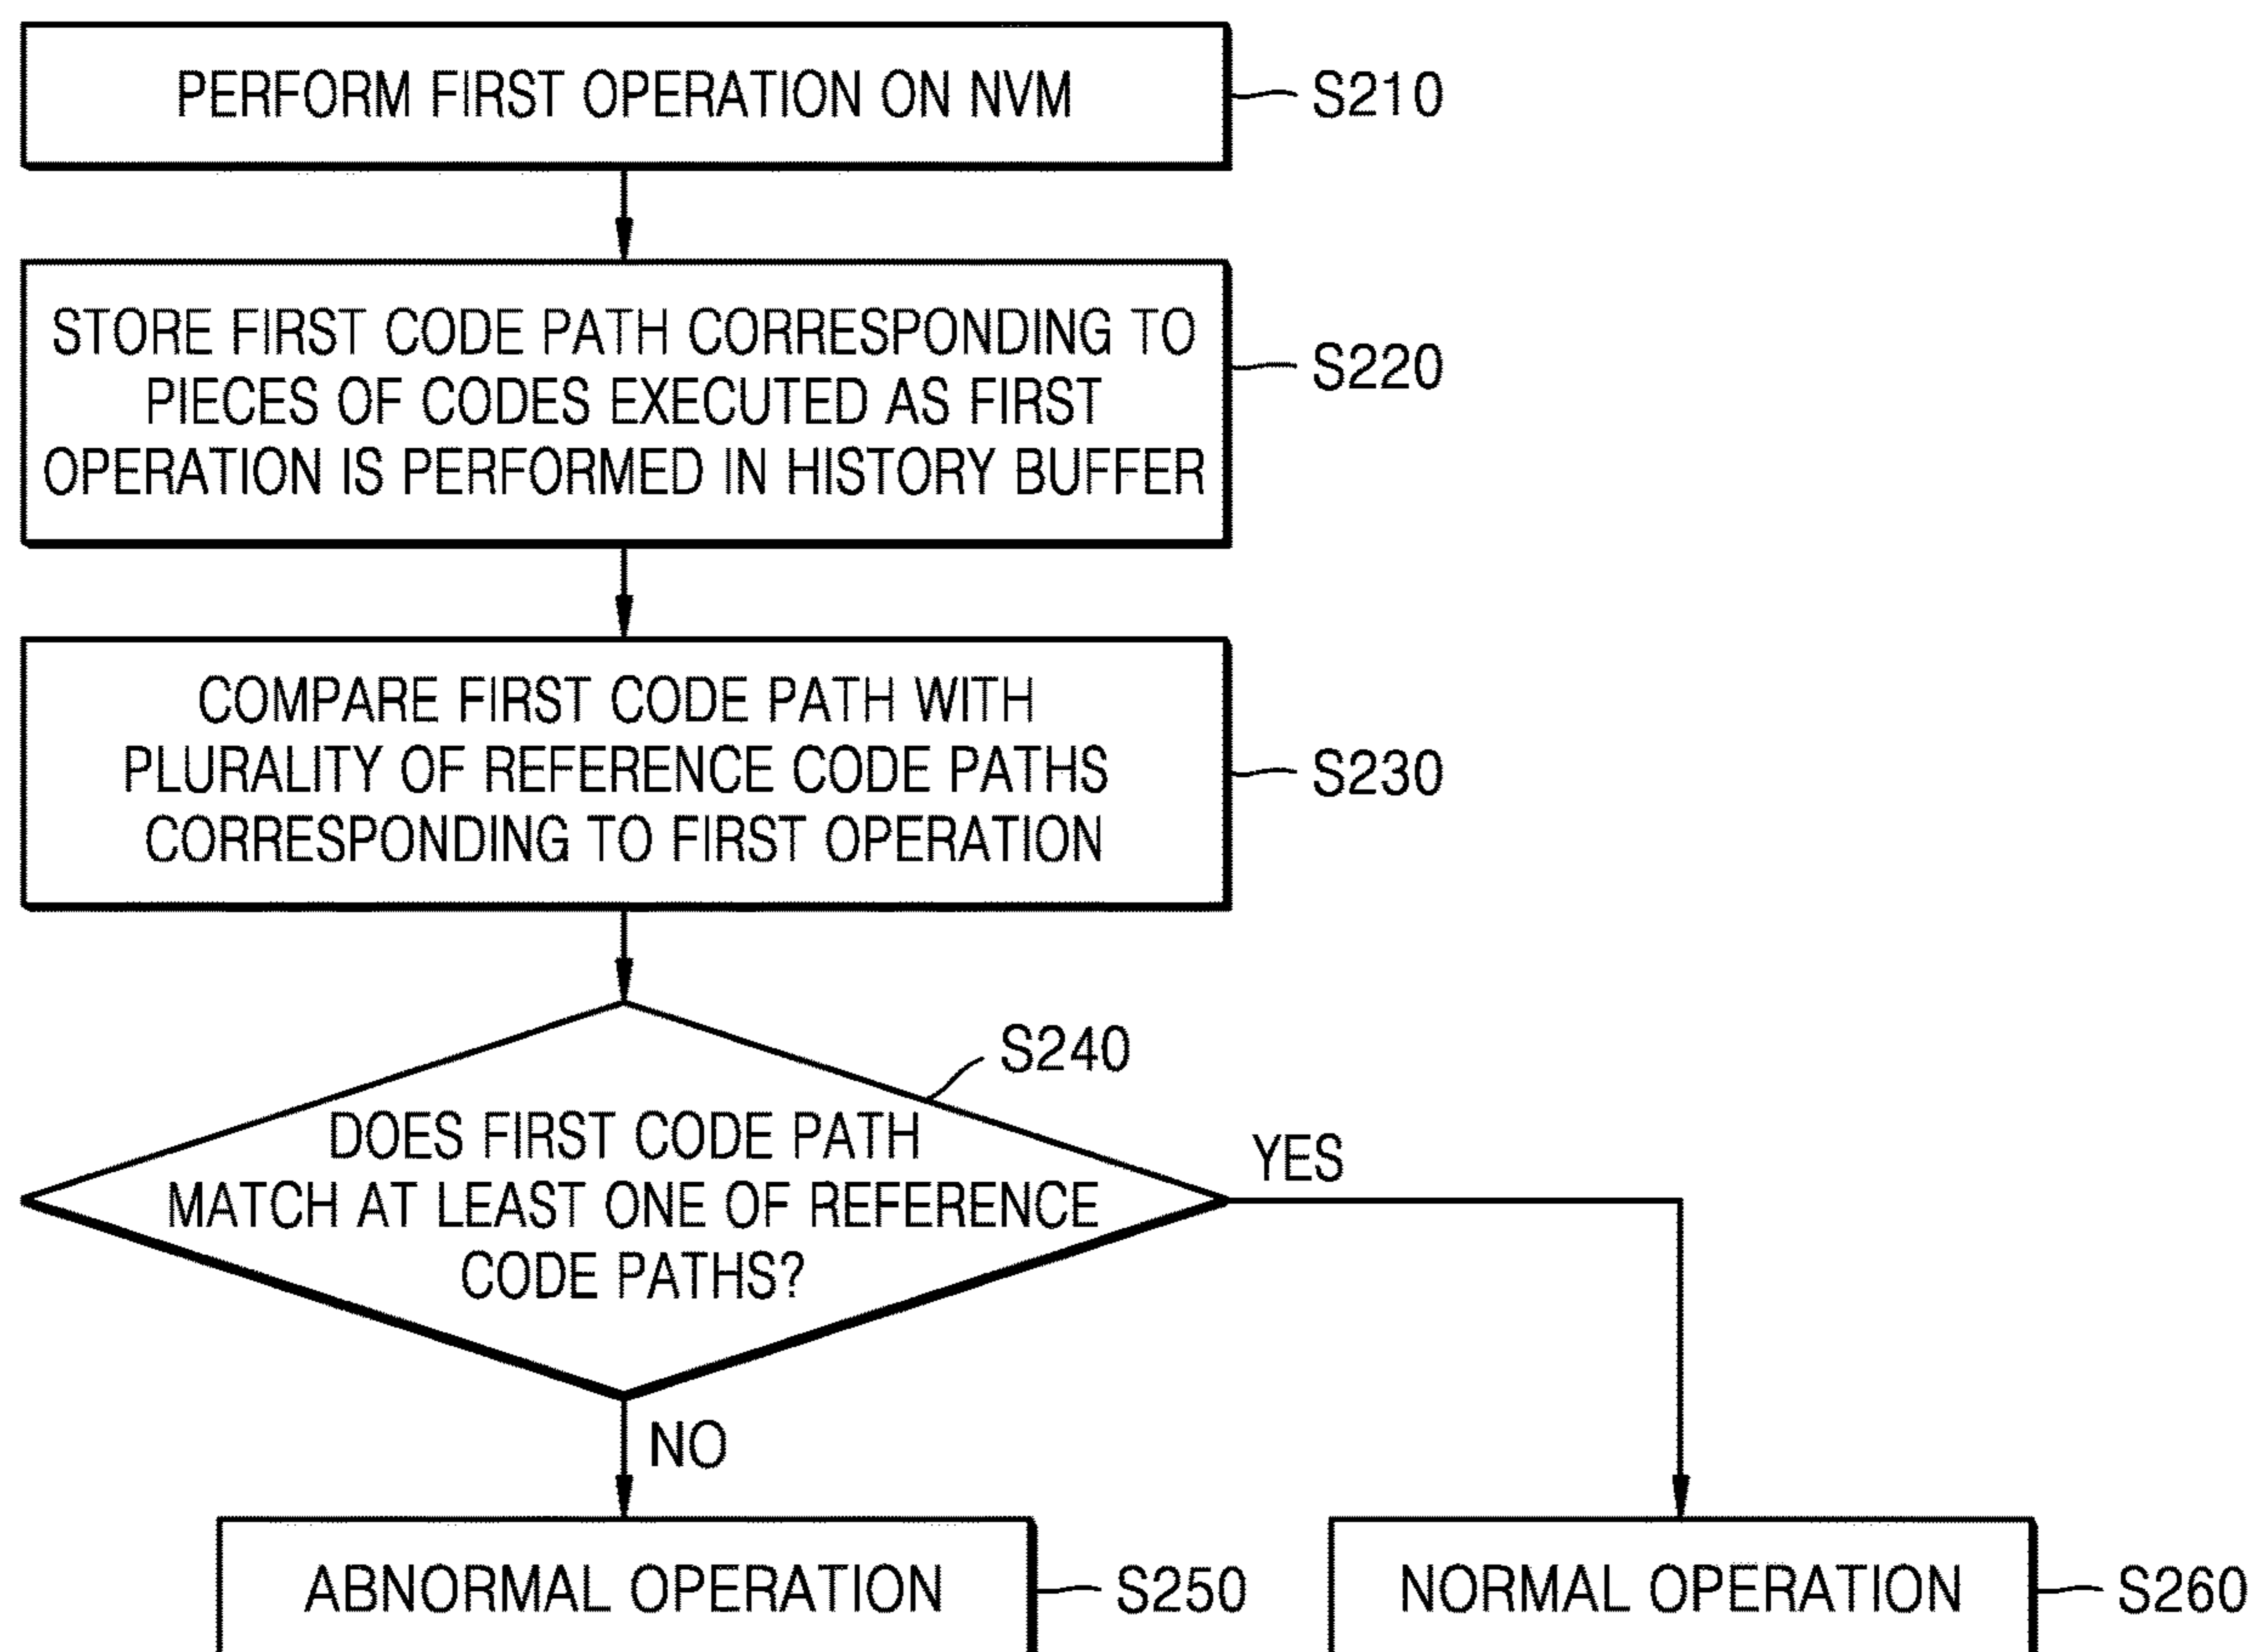 PERFORM FIRST OPERATION ON NVM
S210
STORE FIRST CODE PATH CORRESPONDING TO
PIECES OF CODES EXECUTED AS FIRST
OPERATION IS PERFORMED IN HISTORY BUFFER
S220
COMPARE FIRST CODE PATH WITH
PLURALITY OF REFERENCE CODE PATHS
CORRESPONDING TO FIRST OPERATION
S230
S240
DOES FIRST CODE PATH
MATCH AT LEAST ONE OF REFERENCE
CODE PATHS?
YES
NO
ABNORMAL OPERATION
S250
NORMAL OPERATION
S260